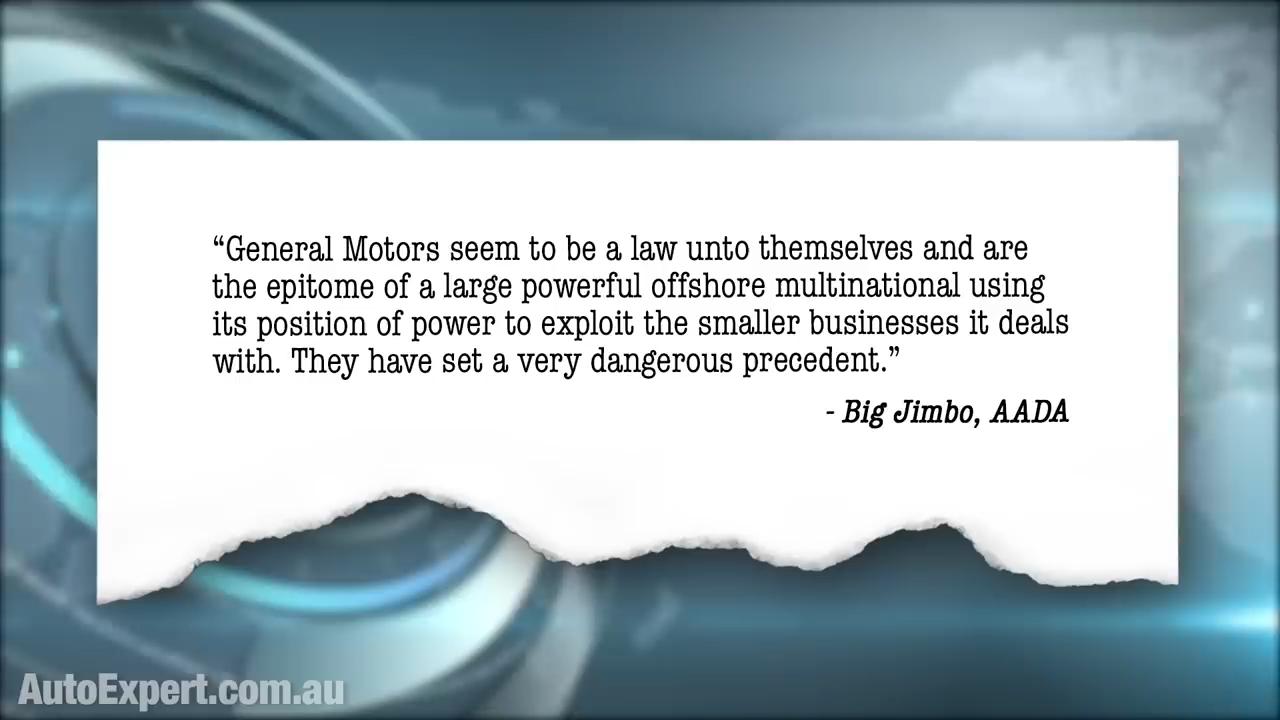 “General Motors seem to be a law unto themselves and are
the epitome of a large powerful offshore multinational using
its position of power to exploit the smaller businesses it deals
with. They have set a very dangerous precedent.”
- Big Jimbo, AADA
AutoExpert.com.au